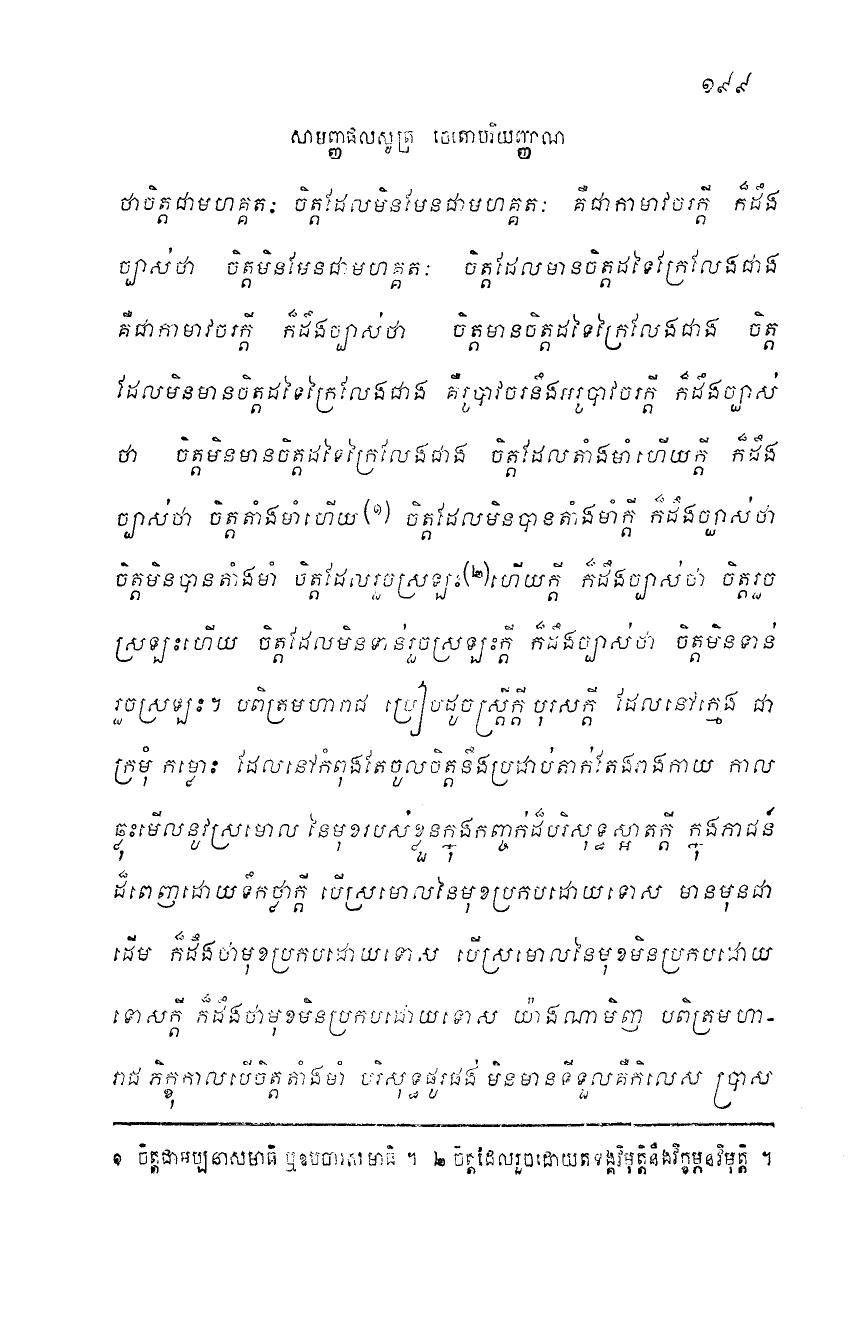 ១៩៩
សាមញ្ញផលសូត្រ ចេតោបរិយញ្ញាណ
ថាចិត្តជាមហគ្គតៈ ចិត្តដែលមិនមែនជាមហគ្គតៈ គឺជាកាមាវចរក្តី ក៏ដឹង
ច្បាស់ថា ចិត្តមិនមែនជាមហគ្គតៈ ចិត្តដែលមានចិត្តដទៃក្រៃលែងជាង
គឺជាកាមាវចរក្តី ក៏ដឹងច្បាស់ថា ចិត្តមានចិត្តដទៃក្រៃលែងជាង ចិត្ត
ដែលមិនមានចិត្តដទៃក្រៃលែងជាង គឺរូបាវចរនឹងអរូបាវចរក្តី ក៏ដឹងច្បាស់
ថា ចិត្តមិនមានចិត្តដទៃក្រៃលែងជាង ចិត្តដែលតាំងមាំហើយក្តី ក៏ដឹង
ច្បាស់ថា ចិត្តតាំងមាំហើយ(១) ចិត្តដែលមិនបានតាំងមាំក្តី ក៏ដឹងច្បាស់ថា
ចិត្តមិនបានតាំងមាំ ចិត្តដែលរួចស្រឡះ(២)ហើយក្តី ក៏ដឹងច្បាស់ថា ចិត្តរួច
ស្រឡះហើយ ចិត្តដែលមិនទាន់រួចស្រឡះក្តី ក៏ដឹងច្បាស់ថា ចិត្តមិនទាន់
រួចស្រឡះ។ បពិត្រមហារាជ ប្រៀបដូចស្ត្រីក្តី បុរសក្តី ដែលនៅក្មេង ជា
ក្រមុំ កម្លោះ ដែលនៅកំពុងតែចូលចិត្តនឹងប្រដាប់តាក់តែងរាងកាយ កាល
ឆ្លុះមើលនូវស្រមោល នៃមុខរបស់ខ្លួនក្នុងកញ្ចក់ដ៏បរិសុទ្ធស្អាតក្តី ក្នុងភាជន៍
ដ៏ពេញដោយទឹកថ្លាក្តី បើស្រមោលនៃមុខប្រកបដោយទោស មានមុនជា
ដើម ក៏ដឹងថាមុខប្រកបដោយទោស បើស្រមោលនៃមុខមិនប្រកបដោយ
ទោសក្តី ក៏ដឹងថាមុខមិនប្រកបដោយទោស យ៉ាងណាមិញ បពិត្រមហា-
រាជ ភិក្ខុកាលបើចិត្តតាំងមាំ បរិសុទ្ធផូរផង់ មិនមានទីទួលគឺកិលេស ប្រាស
១ ចិត្តជាអប្បនាសមាធិ ឬឧបចារសមាធិ ។ ២ ចិត្តដែលរួចដោយតទង្គវិមុត្តិនឹងវិក្ខម្ភនវិមុត្តិ ។